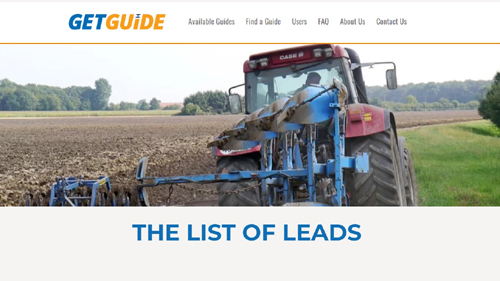 GETGUIDE
Available Guides Find a Guide Users FAQ About Us Contact Us
CASE IH
THE LIST OF LEADS